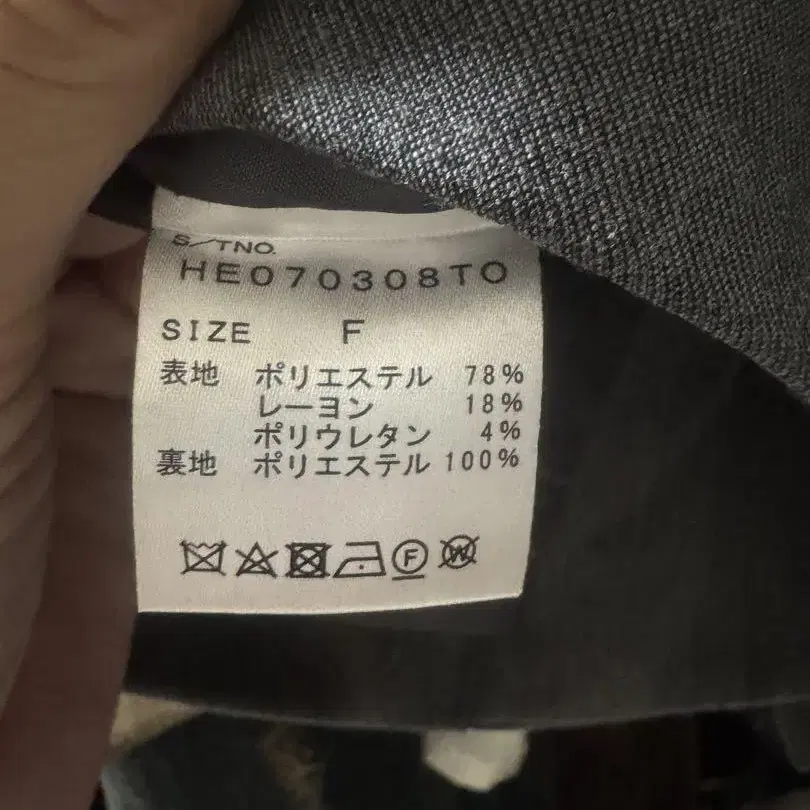 S/TNO.
HE070308TO
SIZE F
表地 ポリエステル 78%
レーヨン 18%
ポリウレタン 4%
裏地 ポリエステル 100%
F W